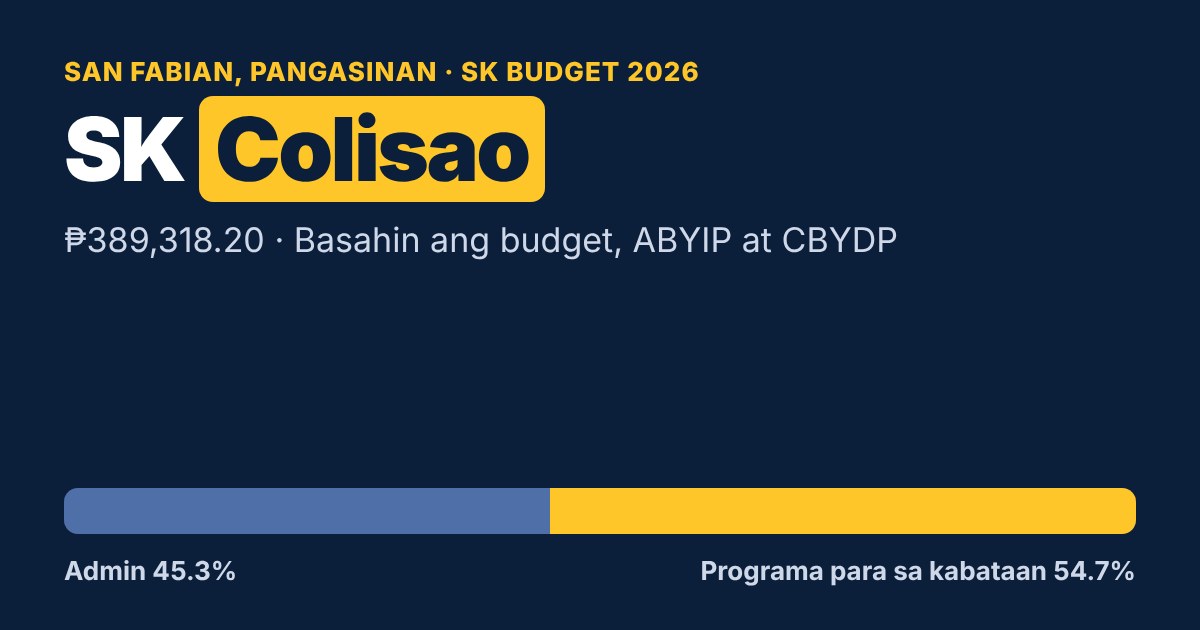 SAN FABIAN, PANGASINAN · SK BUDGET 2026
SK Colisao
₱389,318.20 · Basahin ang budget, ABYIP at CBYDP
Admin 45.3%
Programa para sa kabataan 54.7%